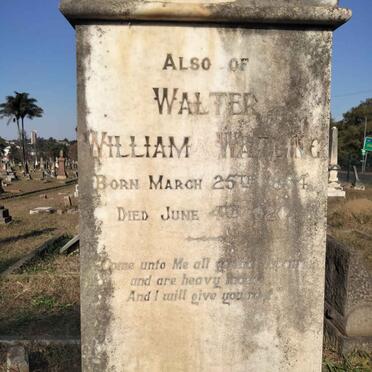 Also of
Walter
William
Born March 25th
Died June 4th
Come unto Me all
and are heavy
And I will give you